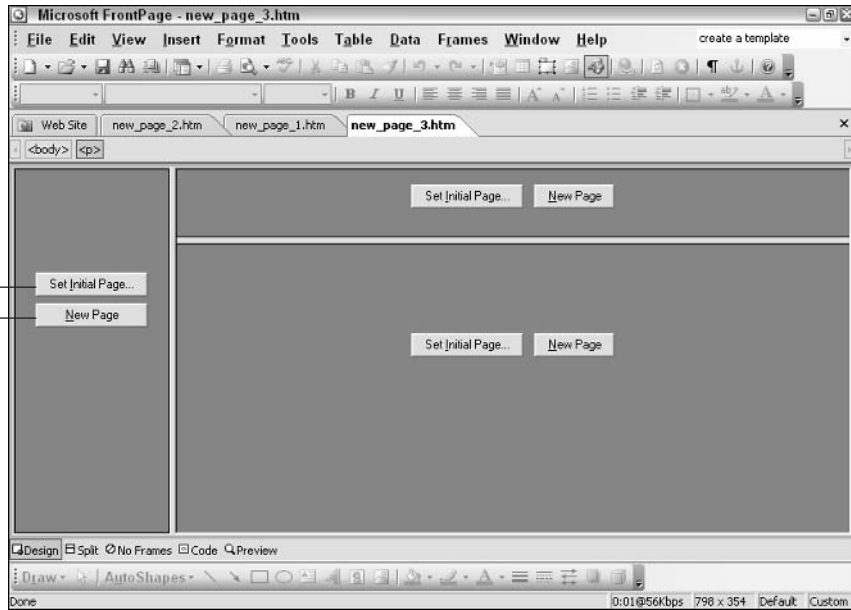 Microsoft FrontPage - new_page_3.htm
File Edit View Insert Format Tools Table Data Frames Window Help create a template
B I U A A ab A
Web Site new_page_2.htm new_page_1.htm new_page_3.htm
<body> <p>
Set Initial Page... New Page
Set Initial Page...
New Page
Set Initial Page... New Page
Design Split No Frames Code Preview
Draw AutoShapes A
Done 0:01@56Kbps 798 x 354 Default Custom